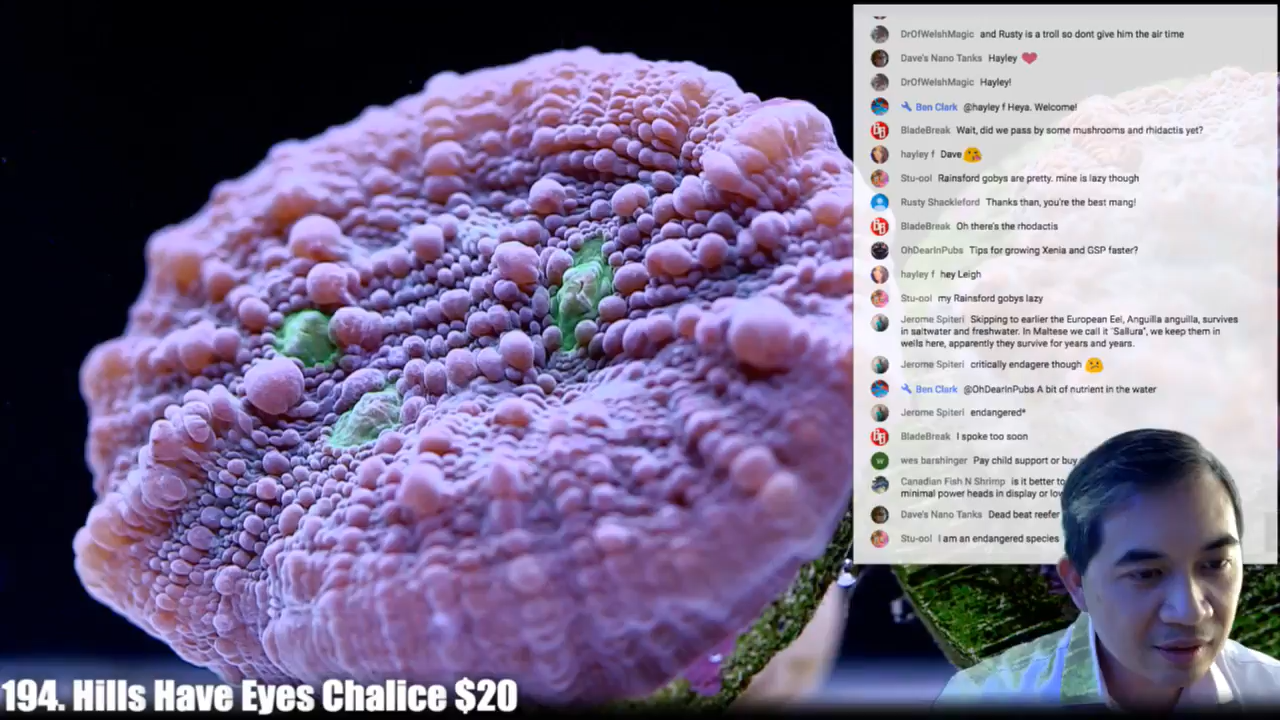 DrOfWelshMagic and Rusty is a troll so dont give him the air time
Dave's Nano Tanks Hayley
DrOfWelshMagic Hayley!
Ben Clark @hayley f Heya. Welcome!
BladeBreak Wait, did we pass by some mushrooms and rhidactis yet?
hayley f Dave
Stu-ool Rainsford gobys are pretty. mine is lazy though
Rusty Shackleford Thanks than, you're the best mang!
BladeBreak Oh there's the rhodactis
OhDearInPubs Tips for growing Xenia and GSP faster?
hayley f hey Leigh
Stu-ool my Rainsford gobys lazy
Jerome Spiteri Skipping to earlier the European Eel, Anguilla anguilla, survives
in saltwater and freshwater. In Maltese we call it 'Sallura', we keep them in
wells here, apparently they survive for years and years.
Jerome Spiteri critically endagere though
Ben Clark @OhDearInPubs A bit of nutrient in the water
Jerome Spiteri endangered*
BladeBreak I spoke too soon
W wes barshinger Pay child support or buy
Canadian Fish N Shrimp is it better to
minimal power heads in display or
Dave's Nano Tanks Dead beat reefer
Stu-ool I am an endangered species
194. Hills Have Eyes Chalice $20